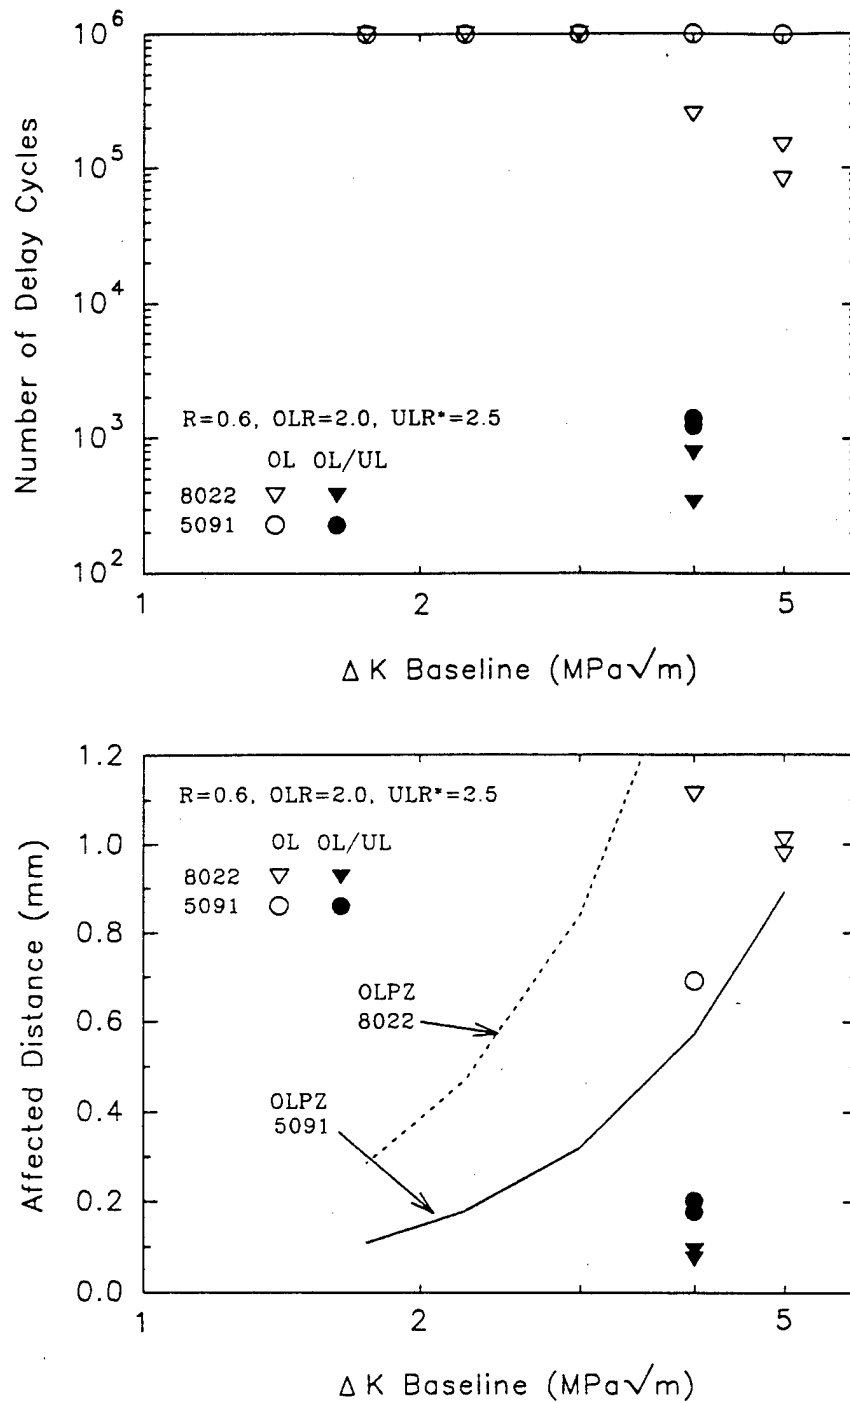 10^6
10^5
10^4
10^3
10^2
Number of Delay Cycles
R=0.6, OLR=2.0, ULR*=2.5
OL OL/UL
8022
5091
1 2 5
Δ K Baseline (MPa√m)
1.2
1.0
0.8
0.6
0.4
0.2
0.0
Affected Distance (mm)
R=0.6, OLR=2.0, ULR*=2.5
OL OL/UL
8022
5091
OLPZ
8022
OLPZ
5091
1 2 5
Δ K Baseline (MPa√m)